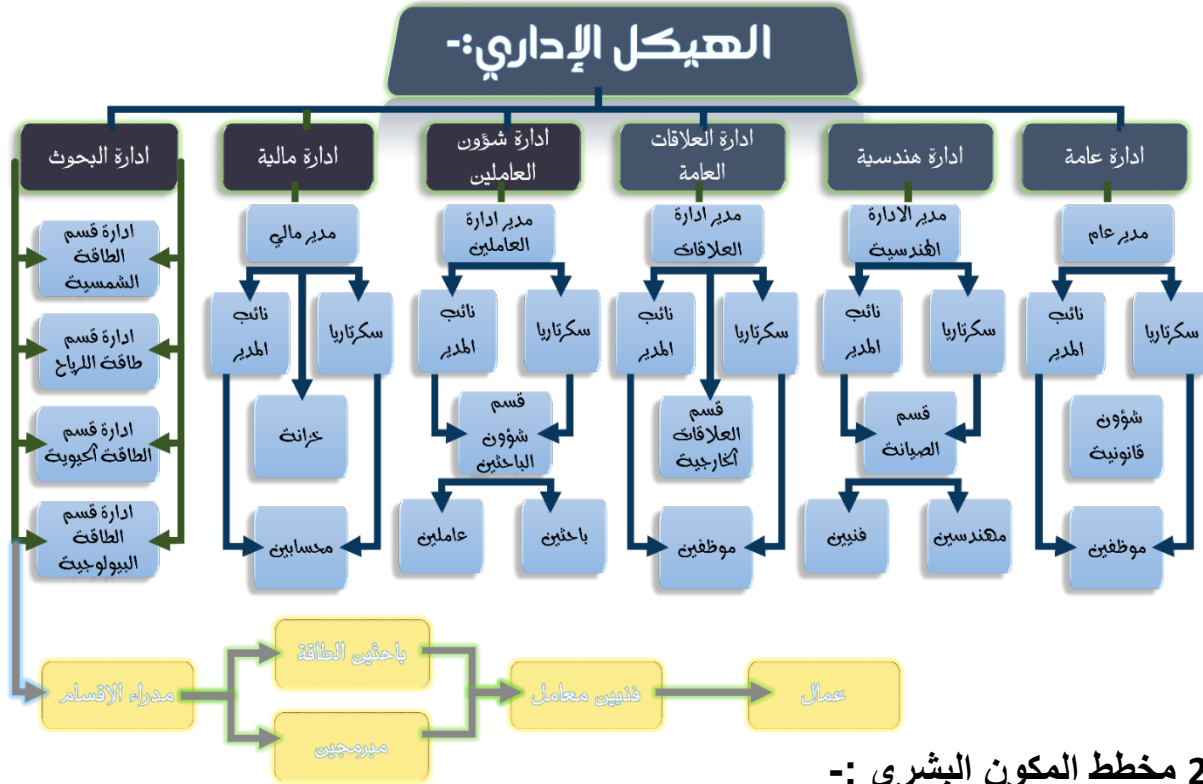 الهيكل الإداري:-
ادارة عامة
ادارة هندسية
ادارة العلاقات
العامة
ادارة شؤون
العاملين
ادارة مالية
ادارة البحوث
مدير عام
سكرتاريا
نائب
المدير
شؤون
قانونية
موظفين
مدير الادارة
الهندسية
سكرتاريا
نائب
المدير
قسم
الصيانة
مهندسين
فنيين
مدير ادارة
العلاقات
سكرتاريا
نائب
المدير
قسم
العلاقات
الخارجية
موظفين
مدير ادارة
العاملين
سكرتاريا
نائب
المدير
قسم
شؤون
الباحثين
باحثين
عاملين
مدير مالي
سكرتاريا
نائب
المدير
خزانة
محسابين
ادارة قسم
الطاقة
الشمسية
ادارة قسم
طاقة اللرياح
ادارة قسم
الطاقة الحيوية
ادارة قسم
الطاقة
البيولوجية
مدراء الاقسام
باحثين الطاقة
مبرمجين
فنيين معامل
عمال
2 مخطط المكون البشري :-